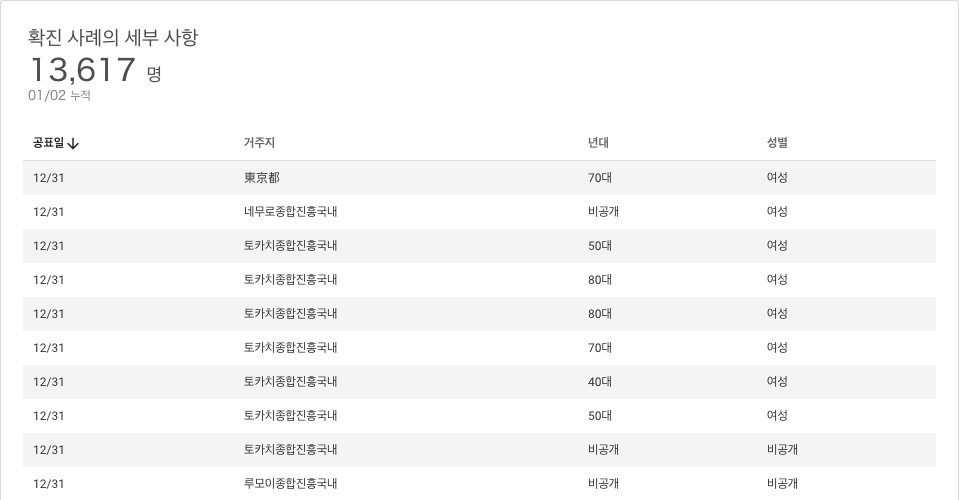 확진 사례의 세부 사항
13,617 명
01/02 누적
공표일 거주지 년대 성별
12/31 東京都 70대 여성
12/31 네무로종합진흥국내 비공개 여성
12/31 토카치종합진흥국내 50대 여성
12/31 토카치종합진흥국내 80대 여성
12/31 토카치종합진흥국내 80대 여성
12/31 토카치종합진흥국내 70대 여성
12/31 토카치종합진흥국내 40대 여성
12/31 토카치종합진흥국내 50대 여성
12/31 토카치종합진흥국내 비공개 비공개
12/31 루모이종합진흥국내 비공개 비공개